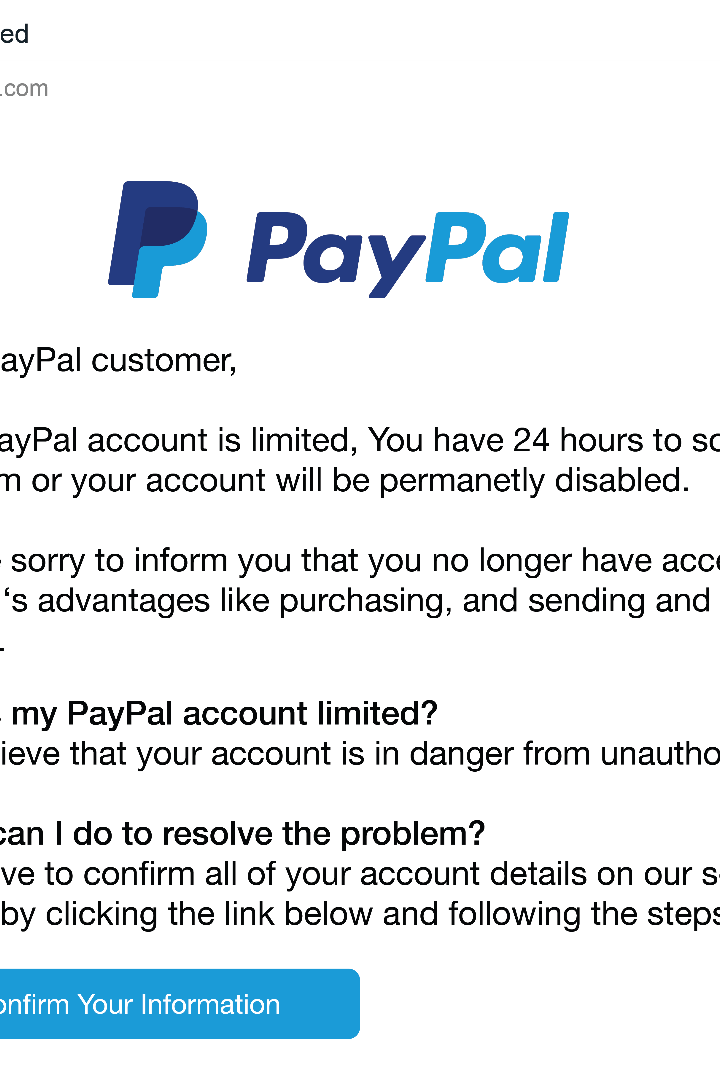 ed
.com
PayPal
ayPal customer,
ayPal account is limited, You have 24 hours to so
m or your account will be permanetly disabled.
sorry to inform you that you no longer have acce
‘s advantages like purchasing, and sending and
my PayPal account limited?
ieve that your account is in danger from unautho
can I do to resolve the problem?
ve to confirm all of your account details on our s
by clicking the link below and following the steps
onfirm Your Information